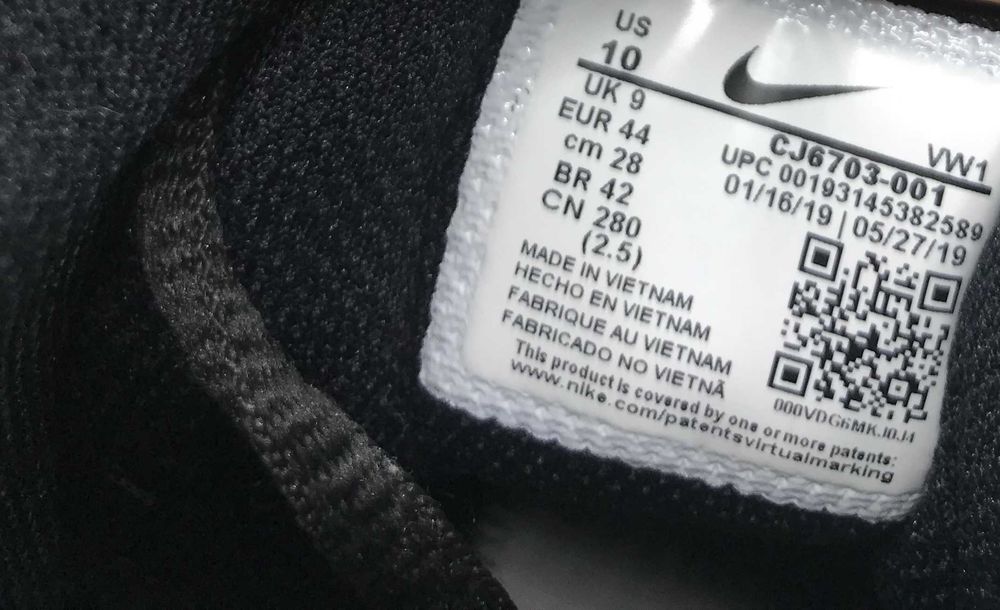 US
10
UK 9
EUR 44
cm 28
BR 42
CN 280
(2.5)
VW1
CJ6703-001
UPC 00193145382589
01/16/19 | 05/27/19
MADE IN VIETNAM
HECHO EN VIETNAM
FABRIQUE AU VIETNAM
FABRICADO NO VIETNÃ
This product is covered by one or more patents:
www.nike.com/patentsvirtualmarking